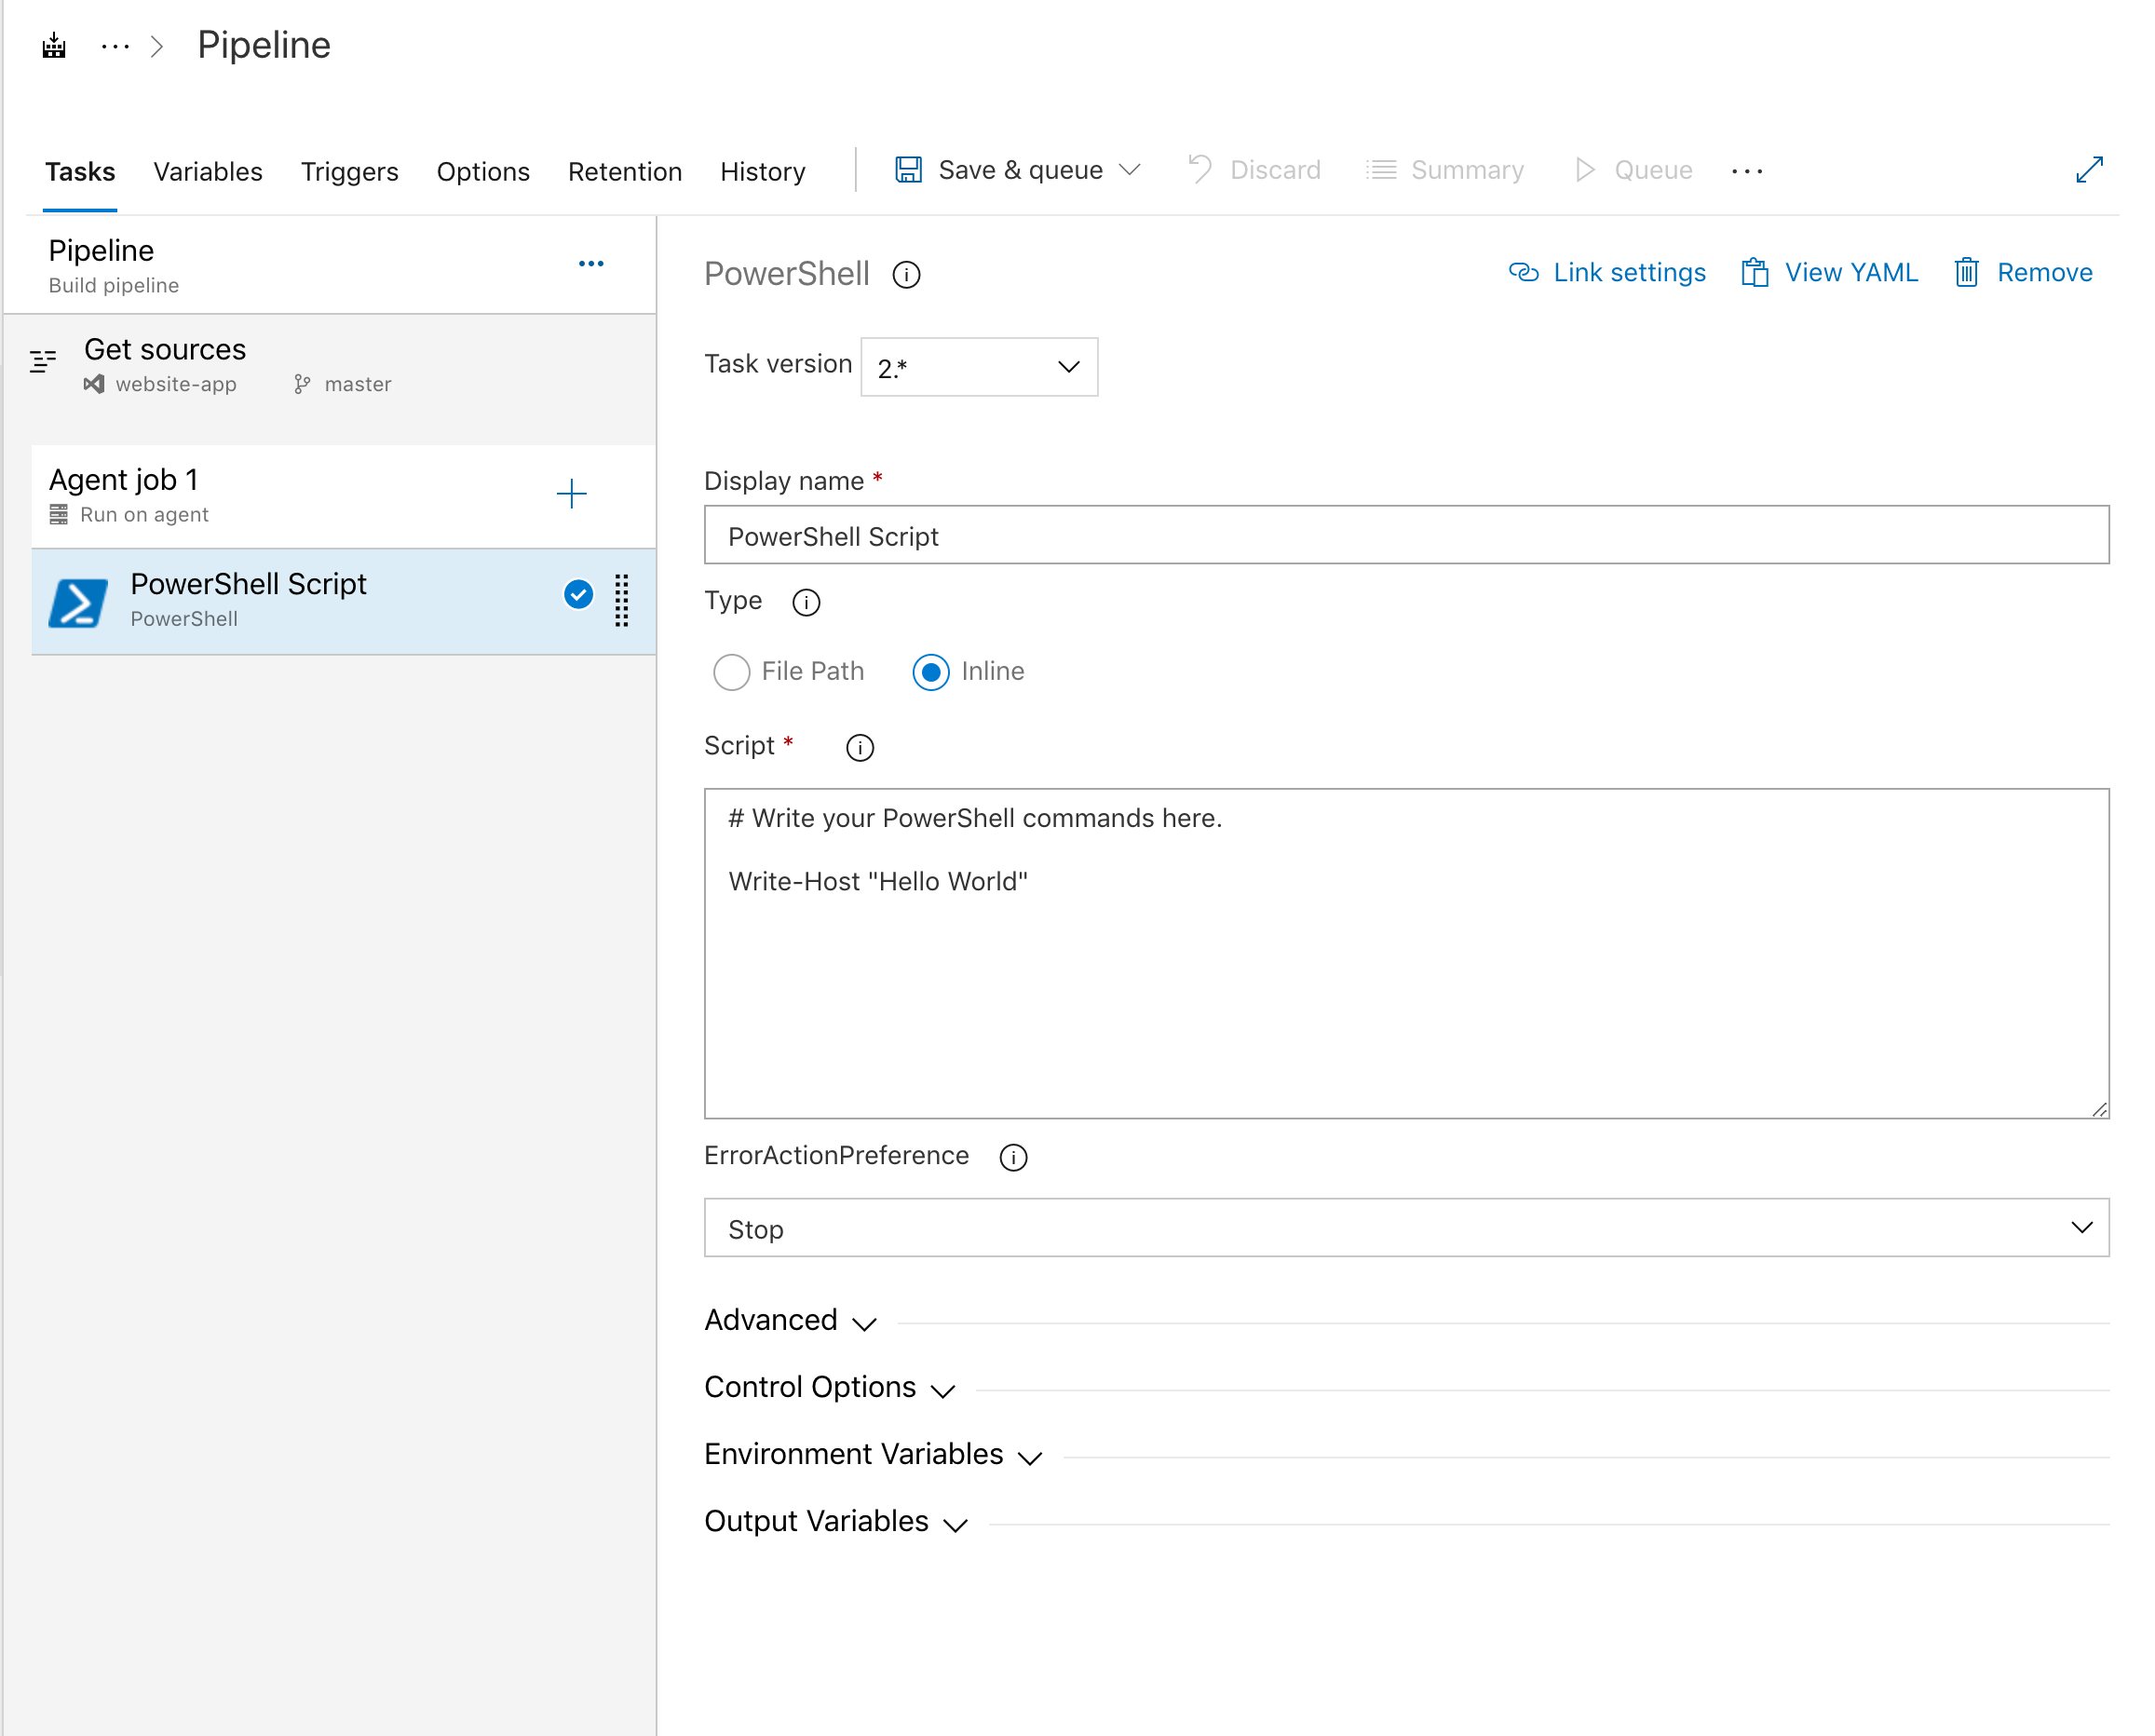 Pipeline
Tasks Variables Triggers Options Retention History Save & queue Discard Summary Queue
Pipeline
Build pipeline
Get sources
website-app master
Agent job 1
Run on agent
PowerShell Script
PowerShell
PowerShell Link settings View YAML Remove
Task version 2.*
Display name *
PowerShell Script
Type
File Path Inline
Script *
# Write your PowerShell commands here.
Write-Host "Hello World"
ErrorActionPreference
Stop
Advanced
Control Options
Environment Variables
Output Variables